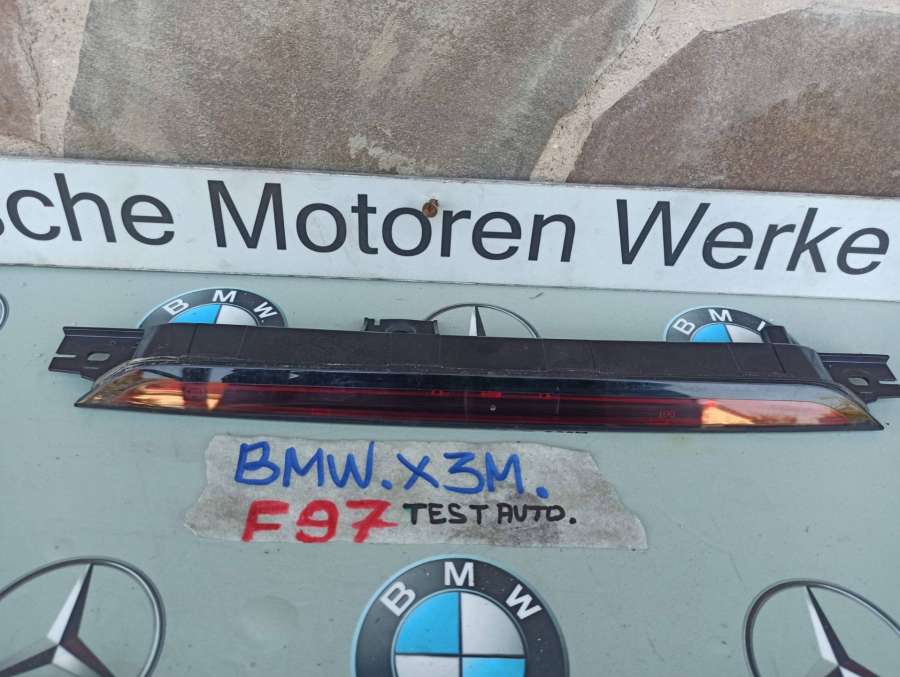 sche Motoren Werke
BMW
BMW
BMW.X3M.
F97 TEST AUTO.
BMW